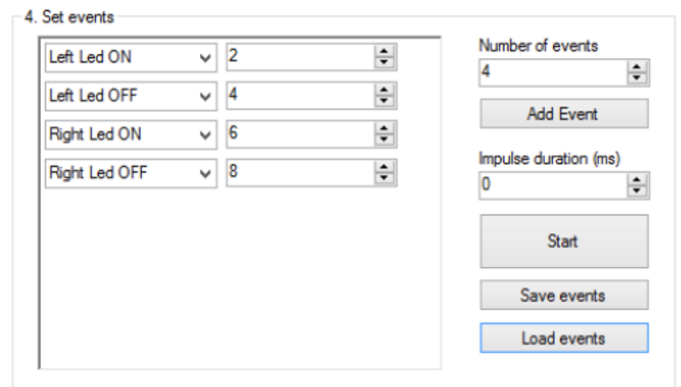 4. Set events
Left Led ON 2
Left Led OFF 4
Right Led ON 6
Right Led OFF 8
Number of events
4
Add Event
Impulse duration (ms)
0
Start
Save events
Load events